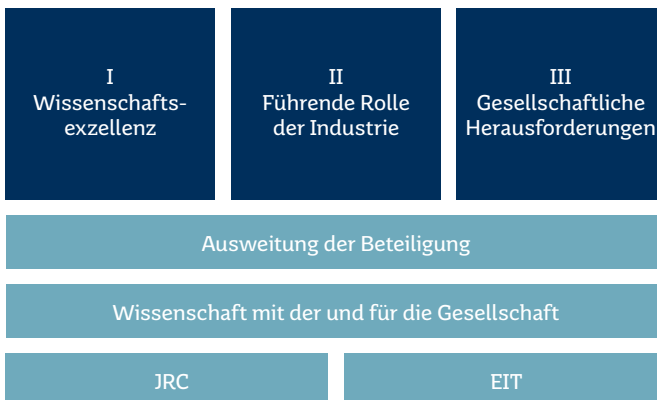 I
Wissenschafts-
exzellenz
II
Führende Rolle
der Industrie
III
Gesellschaftliche
Herausforderungen
Ausweitung der Beteiligung
Wissenschaft mit der und für die Gesellschaft
JRC
EIT